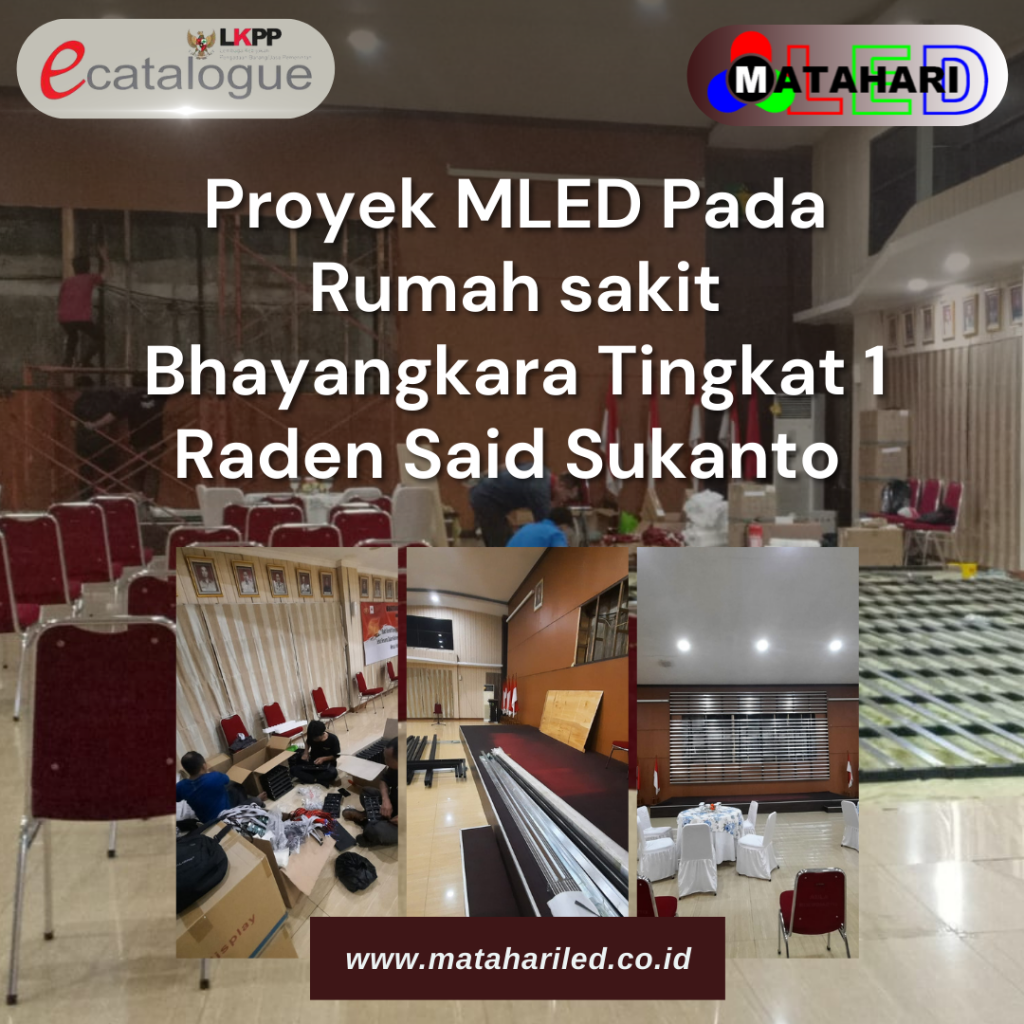 LKPP
ecatalogue
MATAHARI
LED
Proyek MLED Pada
Rumah sakit
Bhayangkara Tingkat 1
Raden Said Sukanto
www.matahariled.co.id